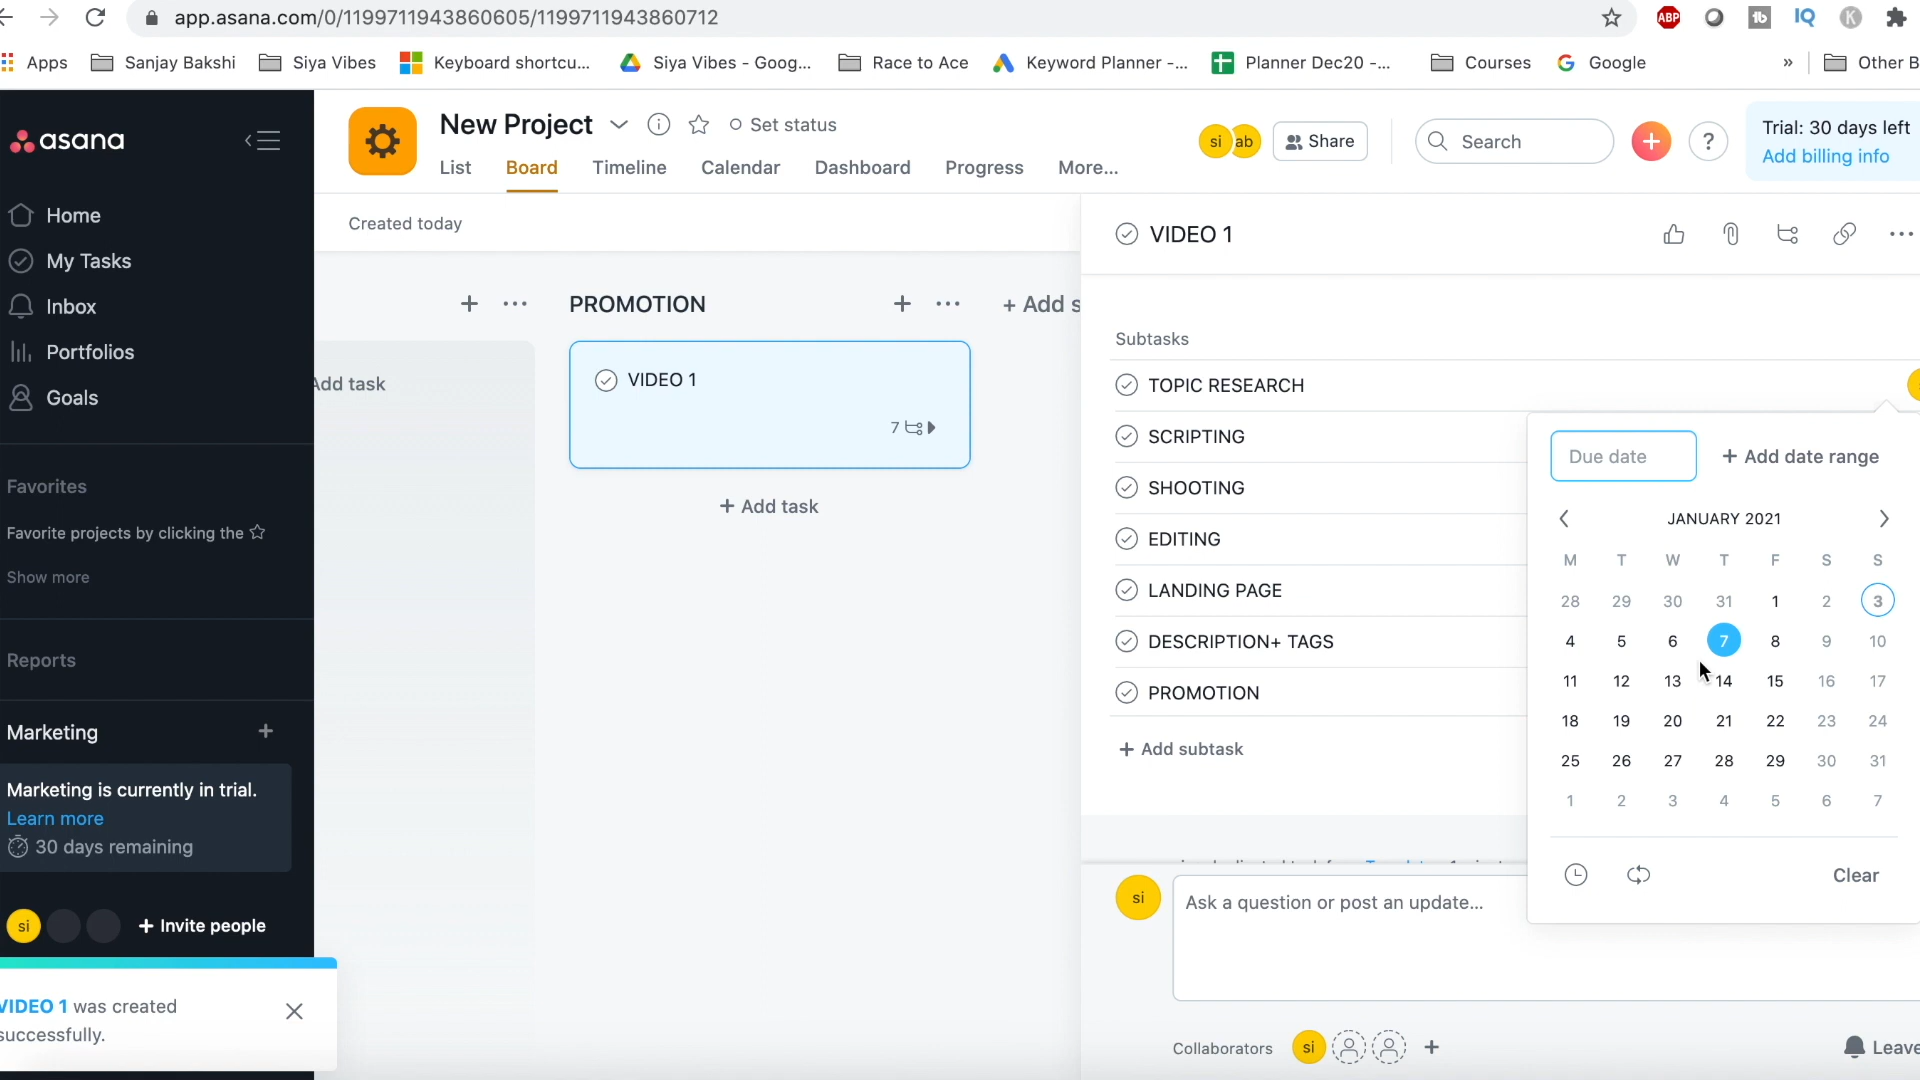 app.asana.com/0/1199711943860605/1199711943860712
ABP
tb
IQ
K
Apps
Sanjay Bakshi
Siya Vibes
Keyboard shortcu...
Siya Vibes - Goog...
Race to Ace
Keyword Planner -...
Planner Dec20 -...
Courses
Google
»
Other B
asana
Home
My Tasks
Inbox
Portfolios
Goals
Favorites
Favorite projects by clicking the
Show more
Reports
Marketing
+
Marketing is currently in trial.
Learn more
30 days remaining
si
+ Invite people
VIDEO 1 was created
successfully.
New Project
Set status
List
Board
Timeline
Calendar
Dashboard
Progress
More...
si
ab
Share
Search
+
?
Trial: 30 days left
Add billing info
Created today
+ ...
PROMOTION
+ ...
+ Add s
Add task
VIDEO 1
7
+ Add task
VIDEO 1
...
Subtasks
TOPIC RESEARCH
SCRIPTING
SHOOTING
EDITING
LANDING PAGE
DESCRIPTION+ TAGS
PROMOTION
+ Add subtask
Due date
+ Add date range
JANUARY 2021
M T W T F S S
28 29 30 31 1 2 3
4 5 6 7 8 9 10
11 12 13 14 15 16 17
18 19 20 21 22 23 24
25 26 27 28 29 30 31
1 2 3 4 5 6 7
Clear
si
Ask a question or post an update...
Collaborators
si
+
Leave